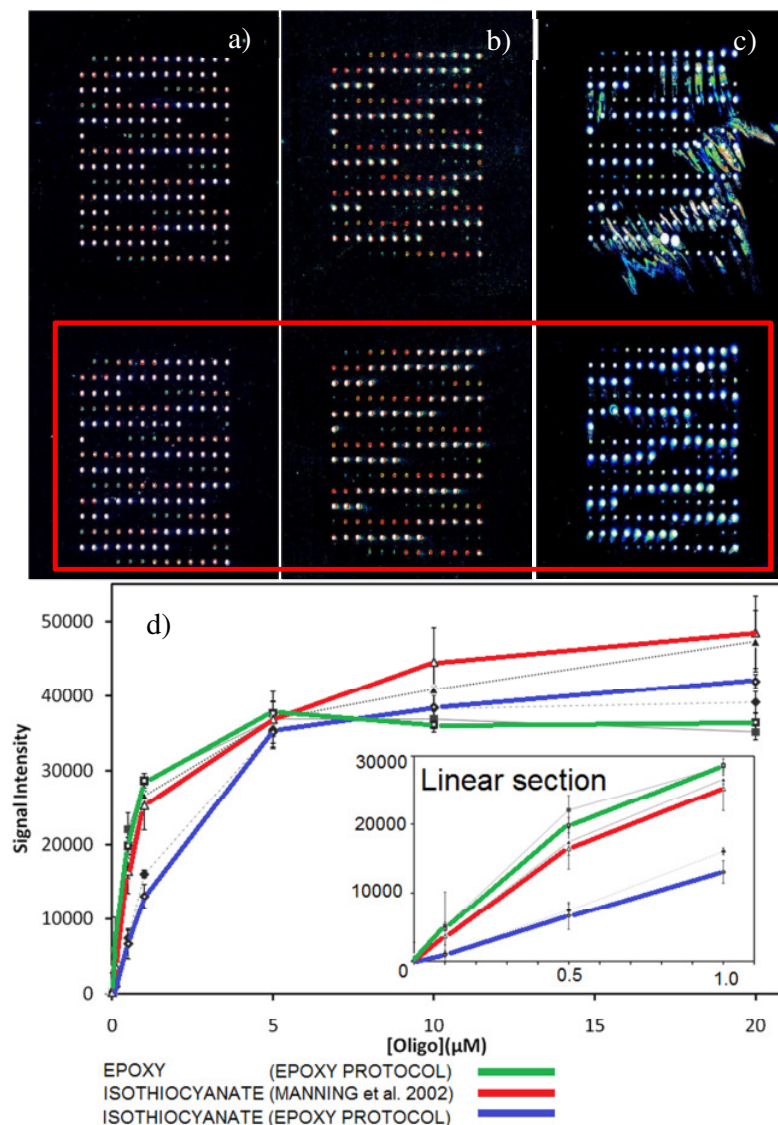 a) b) c)
d)
50000
40000
30000
20000
10000
0
Signal Intensity
Linear section
30000
20000
10000
0
0.5 1.0
0 5 10 15 20
[Oligo](µM)
EPOXY (EPOXY PROTOCOL)
ISOTHIOCYANATE (MANNING et al. 2002)
ISOTHIOCYANATE (EPOXY PROTOCOL)